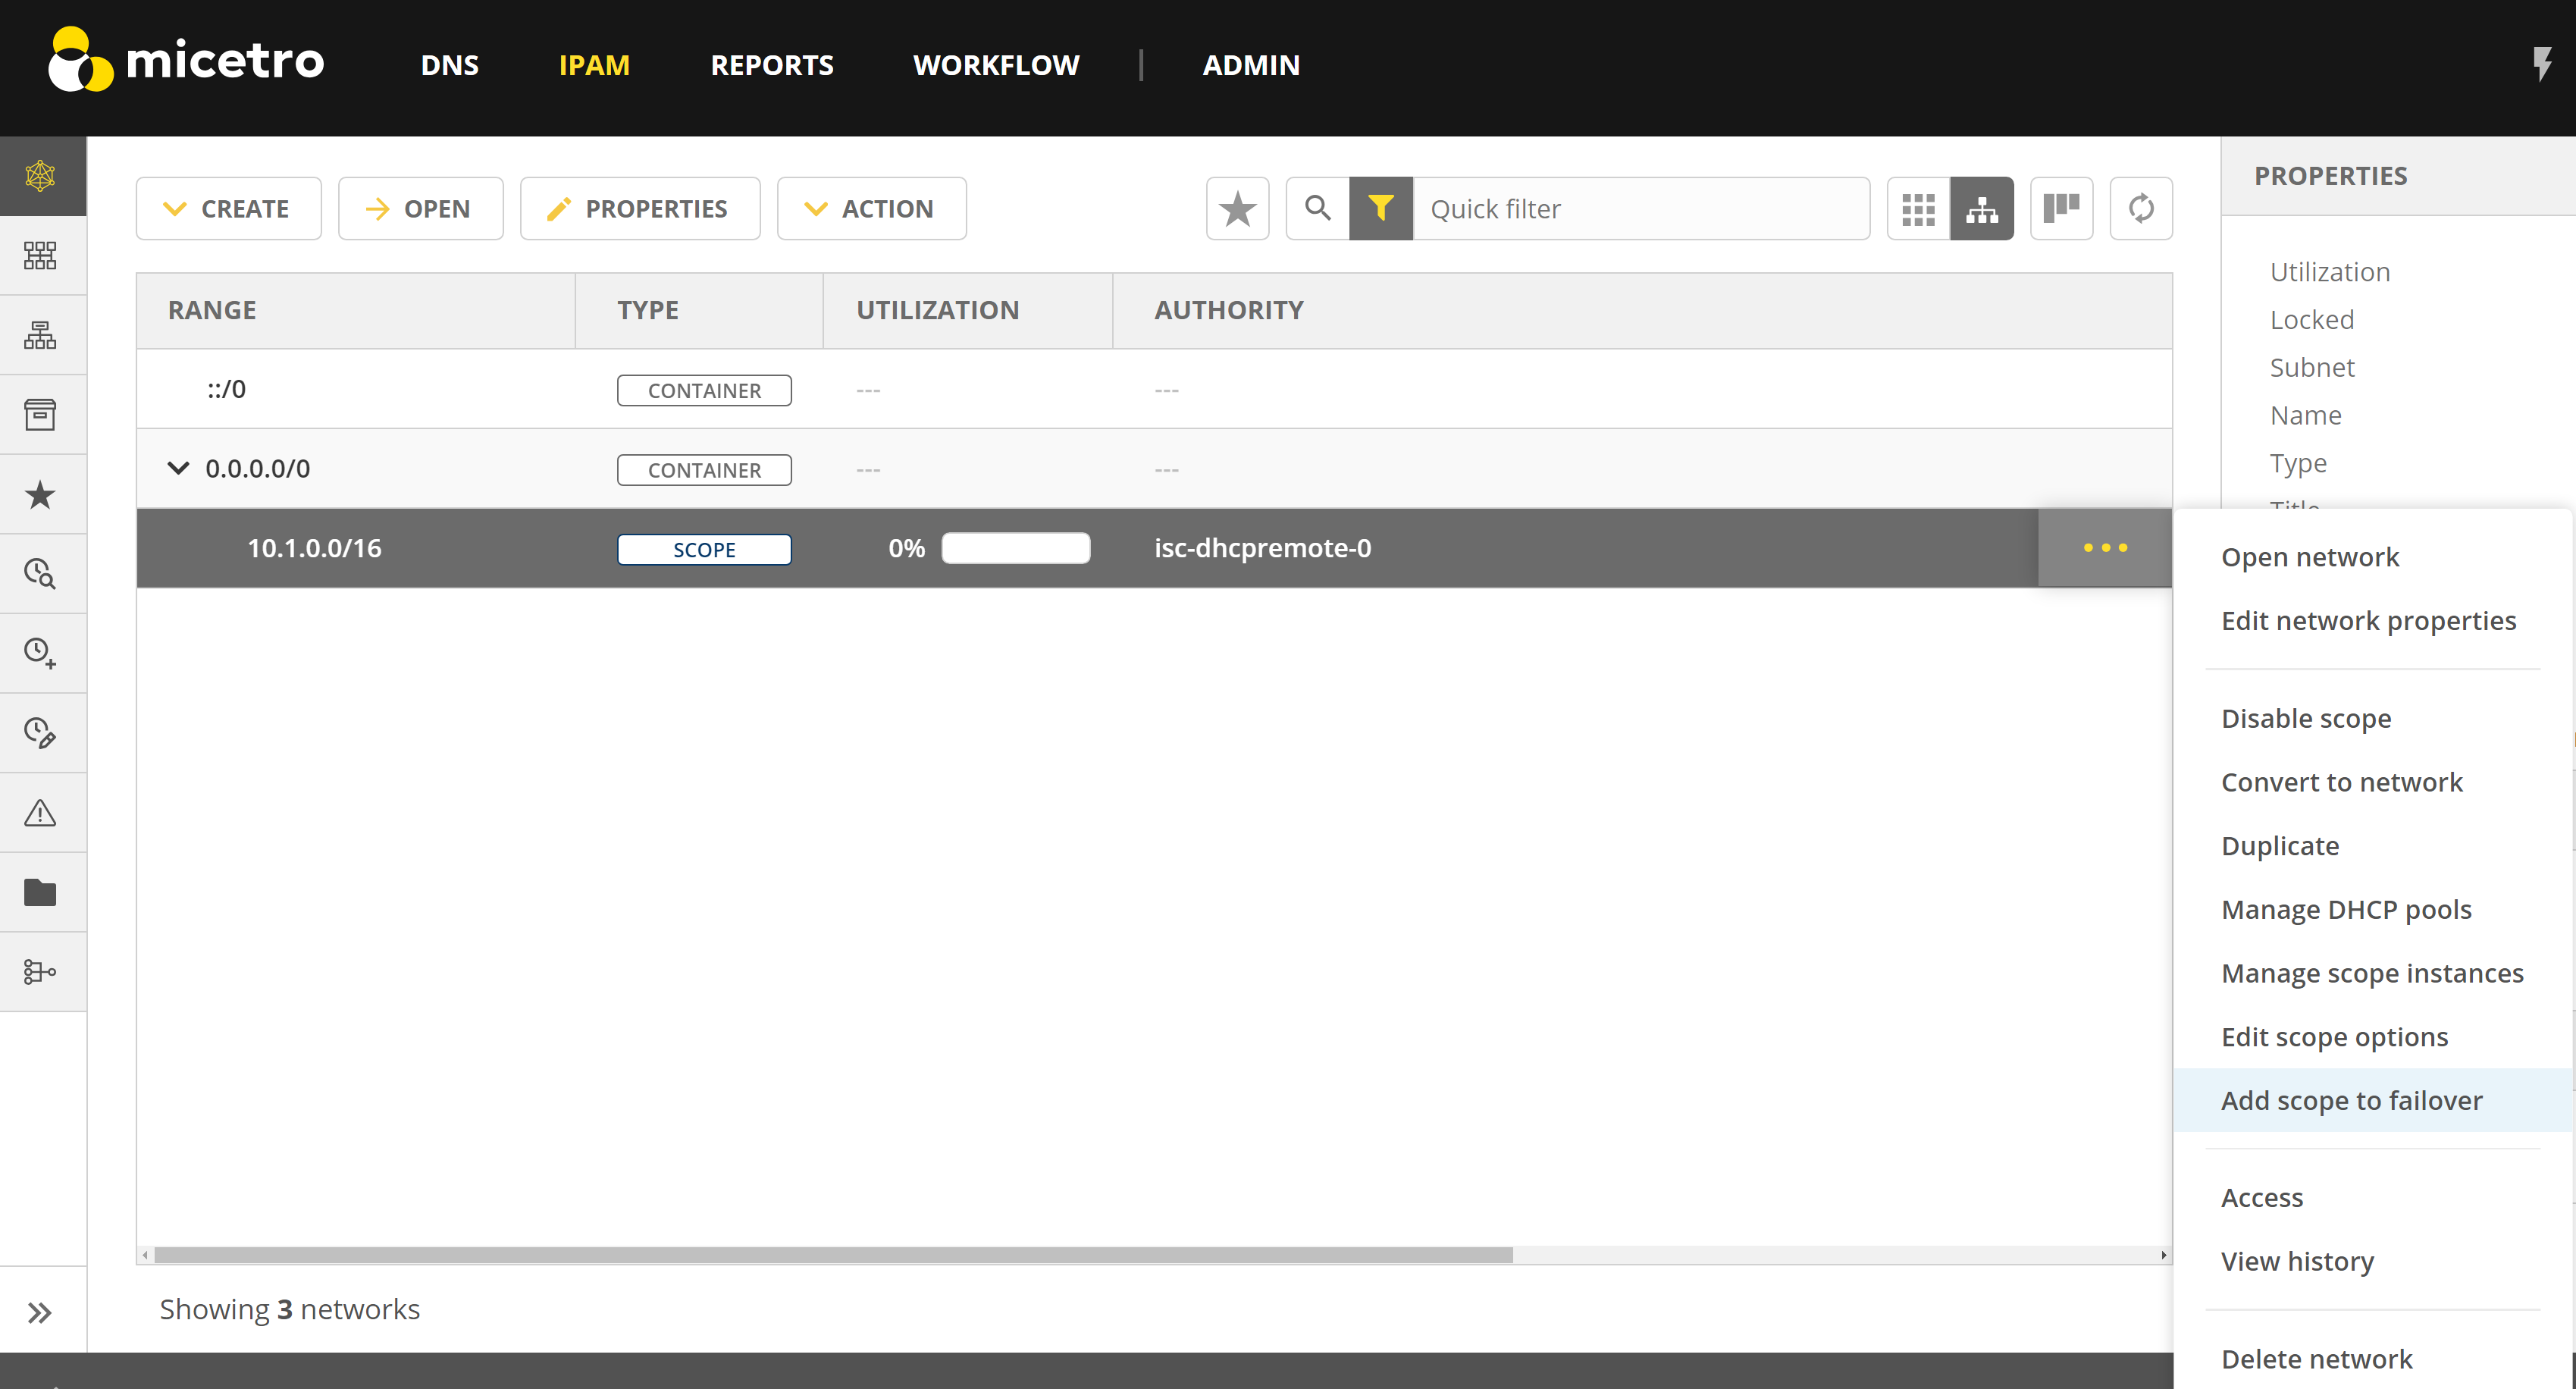 micetro DNS IPAM REPORTS WORKFLOW | ADMIN
CREATE OPEN PROPERTIES ACTION Quick filter
RANGE TYPE UTILIZATION AUTHORITY
::/0 CONTAINER --- ---
0.0.0.0/0 CONTAINER --- ---
10.1.0.0/16 SCOPE 0% isc-dhcpremote-0
Showing 3 networks
PROPERTIES
Utilization
Locked
Subnet
Name
Type
Title
Open network
Edit network properties
Disable scope
Convert to network
Duplicate
Manage DHCP pools
Manage scope instances
Edit scope options
Add scope to failover
Access
View history
Delete network